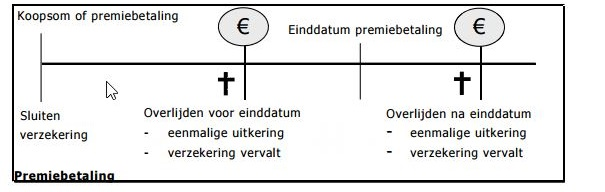 Koopsom of premiebetaling
€
Einddatum premiebetaling
€
Sluiten
verzekering
Overlijden voor einddatum
- eenmalige uitkering
- verzekering vervalt
Overlijden na einddatum
- eenmalige uitkering
- verzekering vervalt
Premiebetaling